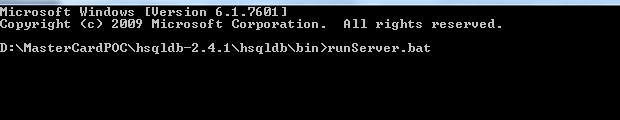 Microsoft Windows [Version 6.1.7601]
Copyright (c) 2009 Microsoft Corporation.  All rights reserved.
D:\MasterCardPOC\hsqldb-2.4.1\hsqldb\bin>runServer.bat